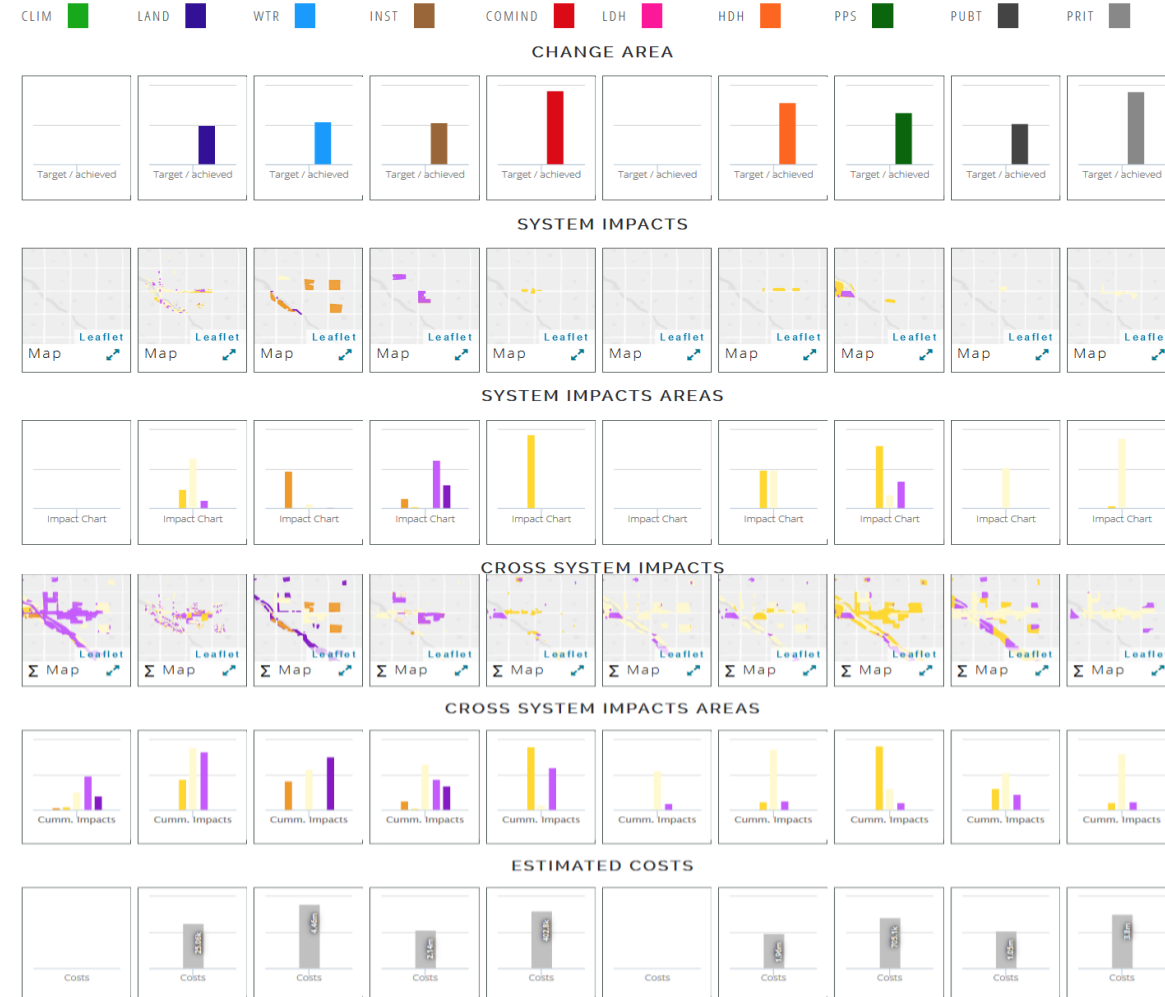 CLIM LAND WTR INST COMIND LDH HDH PPS PUBT PRIT
CHANGE AREA
Target / achieved Target / achieved Target / achieved Target / achieved Target / achieved Target / achieved Target / achieved Target / achieved Target / achieved Target / achieved
SYSTEM IMPACTS
Leaflet Leaflet Leaflet Leaflet Leaflet Leaflet Leaflet Leaflet Leaflet Leafle
Map Map Map Map Map Map Map Map Map Map
SYSTEM IMPACTS AREAS
Impact Chart Impact Chart Impact Chart Impact Chart Impact Chart Impact Chart Impact Chart Impact Chart Impact Chart Impact Chart
CROSS SYSTEM IMPACTS
Leaflet Leaflet Leaflet Leaflet Leaflet Leaflet Leaflet Leaflet Leaflet Leafle
Σ Map Σ Map Σ Map Σ Map Σ Map Σ Map Σ Map Σ Map Σ Map Σ Map
CROSS SYSTEM IMPACTS AREAS
Cumm. Impacts Cumm. Impacts Cumm. Impacts Cumm. Impacts Cumm. Impacts Cumm. Impacts Cumm. Impacts Cumm. Impacts Cumm. Impacts Cumm. Impacts
ESTIMATED COSTS
Costs Costs Costs Costs Costs Costs Costs Costs Costs Costs